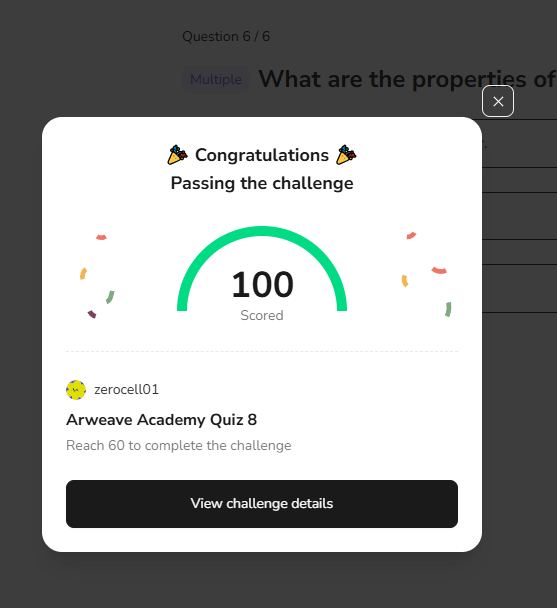 Question 6 / 6
Multiple What are the properties of
Congratulations
Passing the challenge
100
Scored
zerocell01
Arweave Academy Quiz 8
Reach 60 to complete the challenge
View challenge details